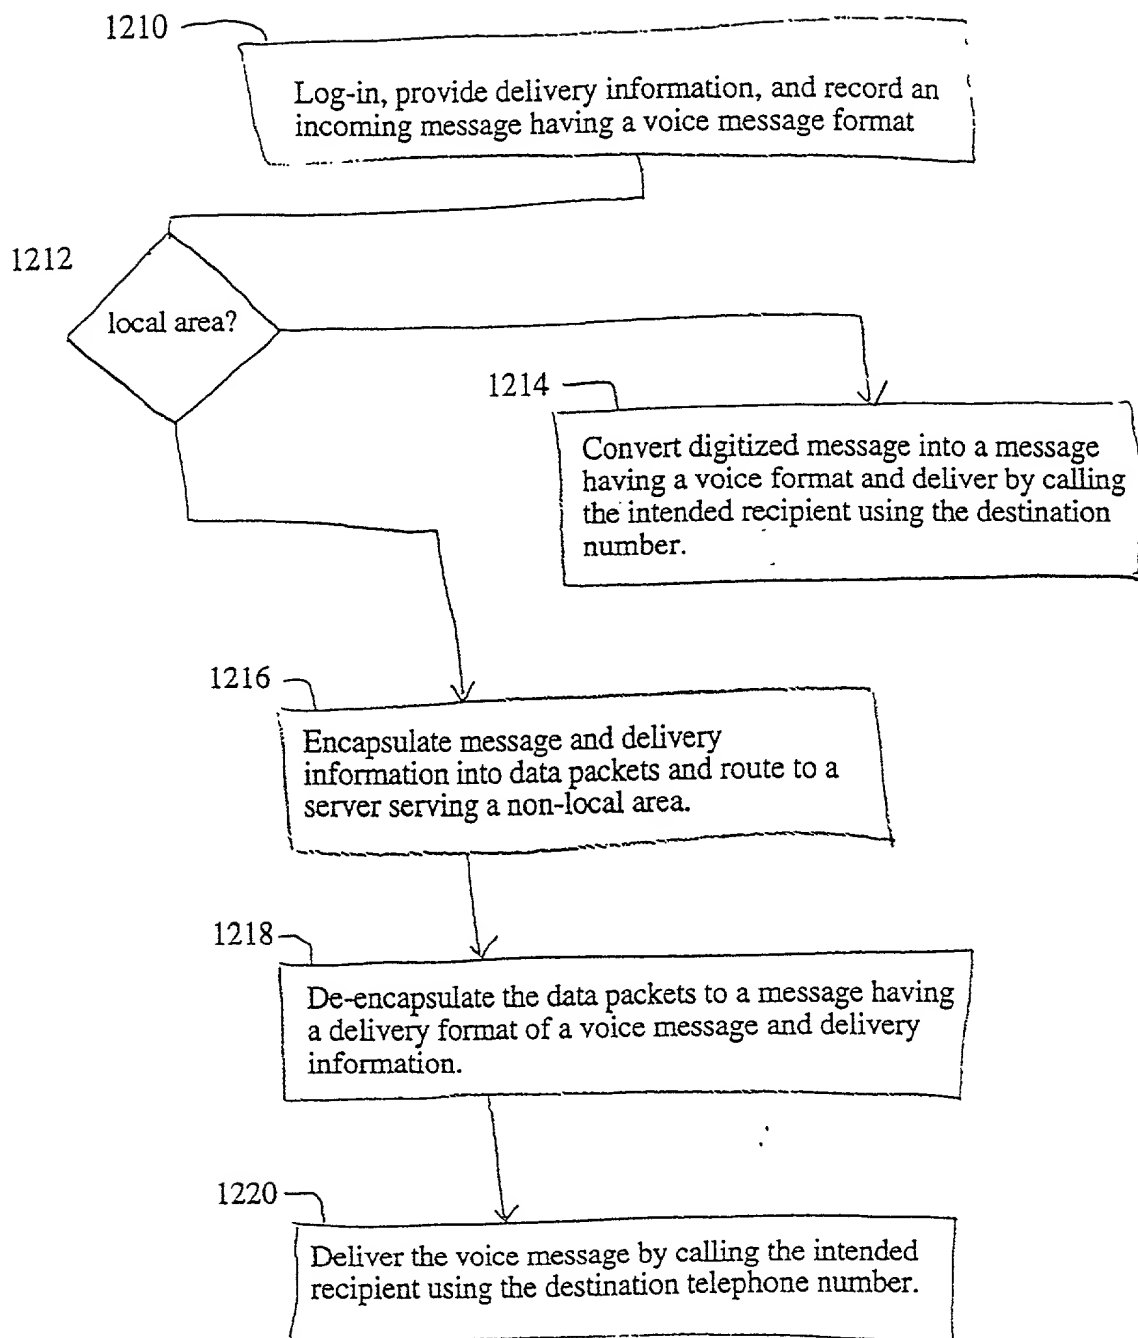 1210
Log-in, provide delivery information, and record an
incoming message having a voice message format
1212
local area?
1214
Convert digitized message into a message
having a voice format and deliver by calling
the intended recipient using the destination
number.
1216
Encapsulate message and delivery
information into data packets and route to a
server serving a non-local area.
1218
De-encapsulate the data packets to a message having
a delivery format of a voice message and delivery
information.
1220
Deliver the voice message by calling the intended
recipient using the destination telephone number.